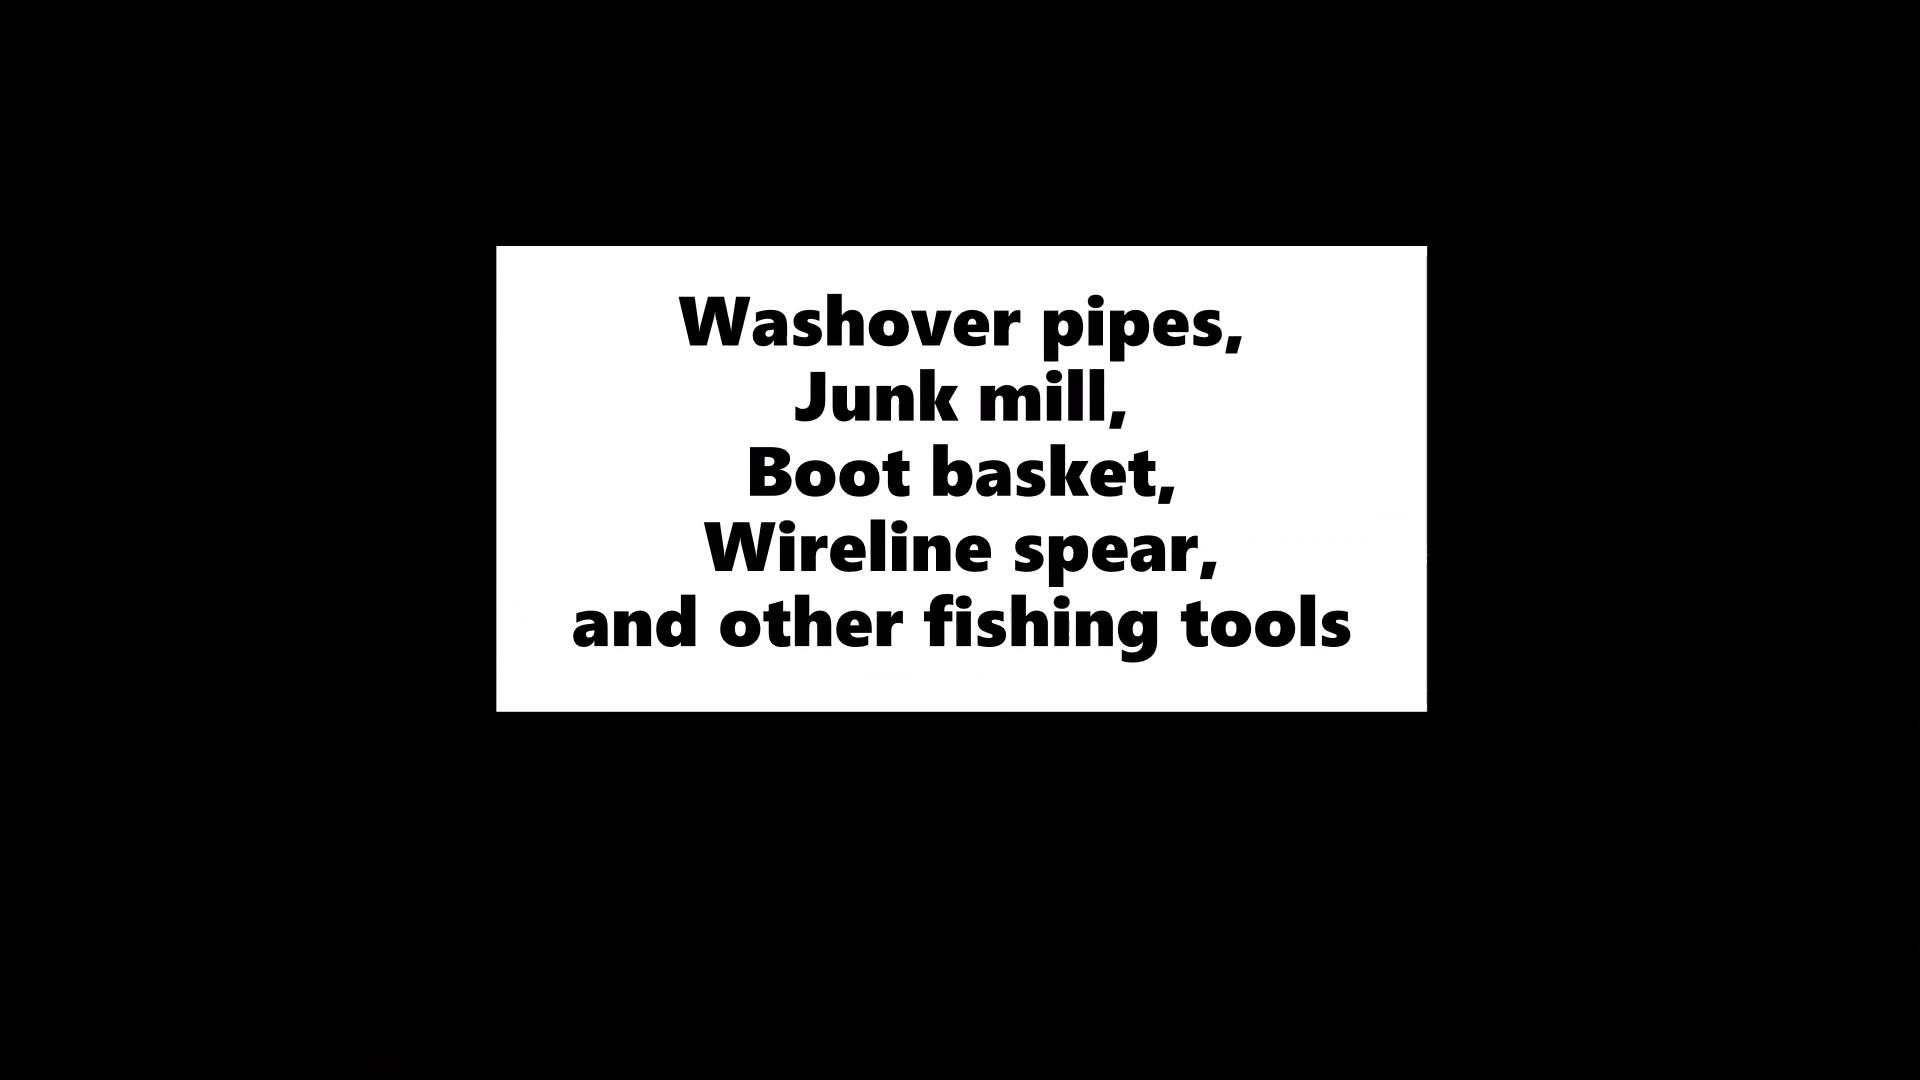 Washover pipes,
Junk mill,
Boot basket,
Wireline spear,
and other fishing tools